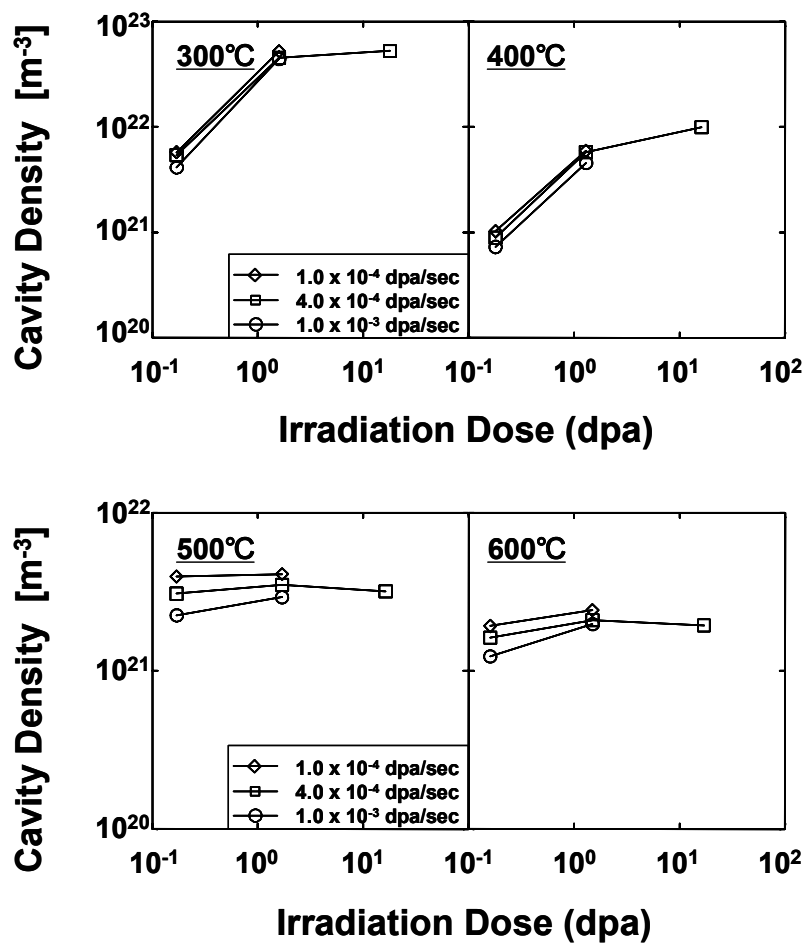 Cavity Density [m⁻³]
10²³
10²²
10²¹
10²⁰
300℃
400℃
1.0 x 10⁻⁴ dpa/sec
4.0 x 10⁻⁴ dpa/sec
1.0 x 10⁻³ dpa/sec
10⁻¹ 10⁰ 10¹ 10⁻¹ 10⁰ 10¹ 10²
Irradiation Dose (dpa)
Cavity Density [m⁻³]
10²²
10²¹
10²⁰
500℃
600℃
1.0 x 10⁻⁴ dpa/sec
4.0 x 10⁻⁴ dpa/sec
1.0 x 10⁻³ dpa/sec
10⁻¹ 10⁰ 10¹ 10⁻¹ 10⁰ 10¹ 10²
Irradiation Dose (dpa)